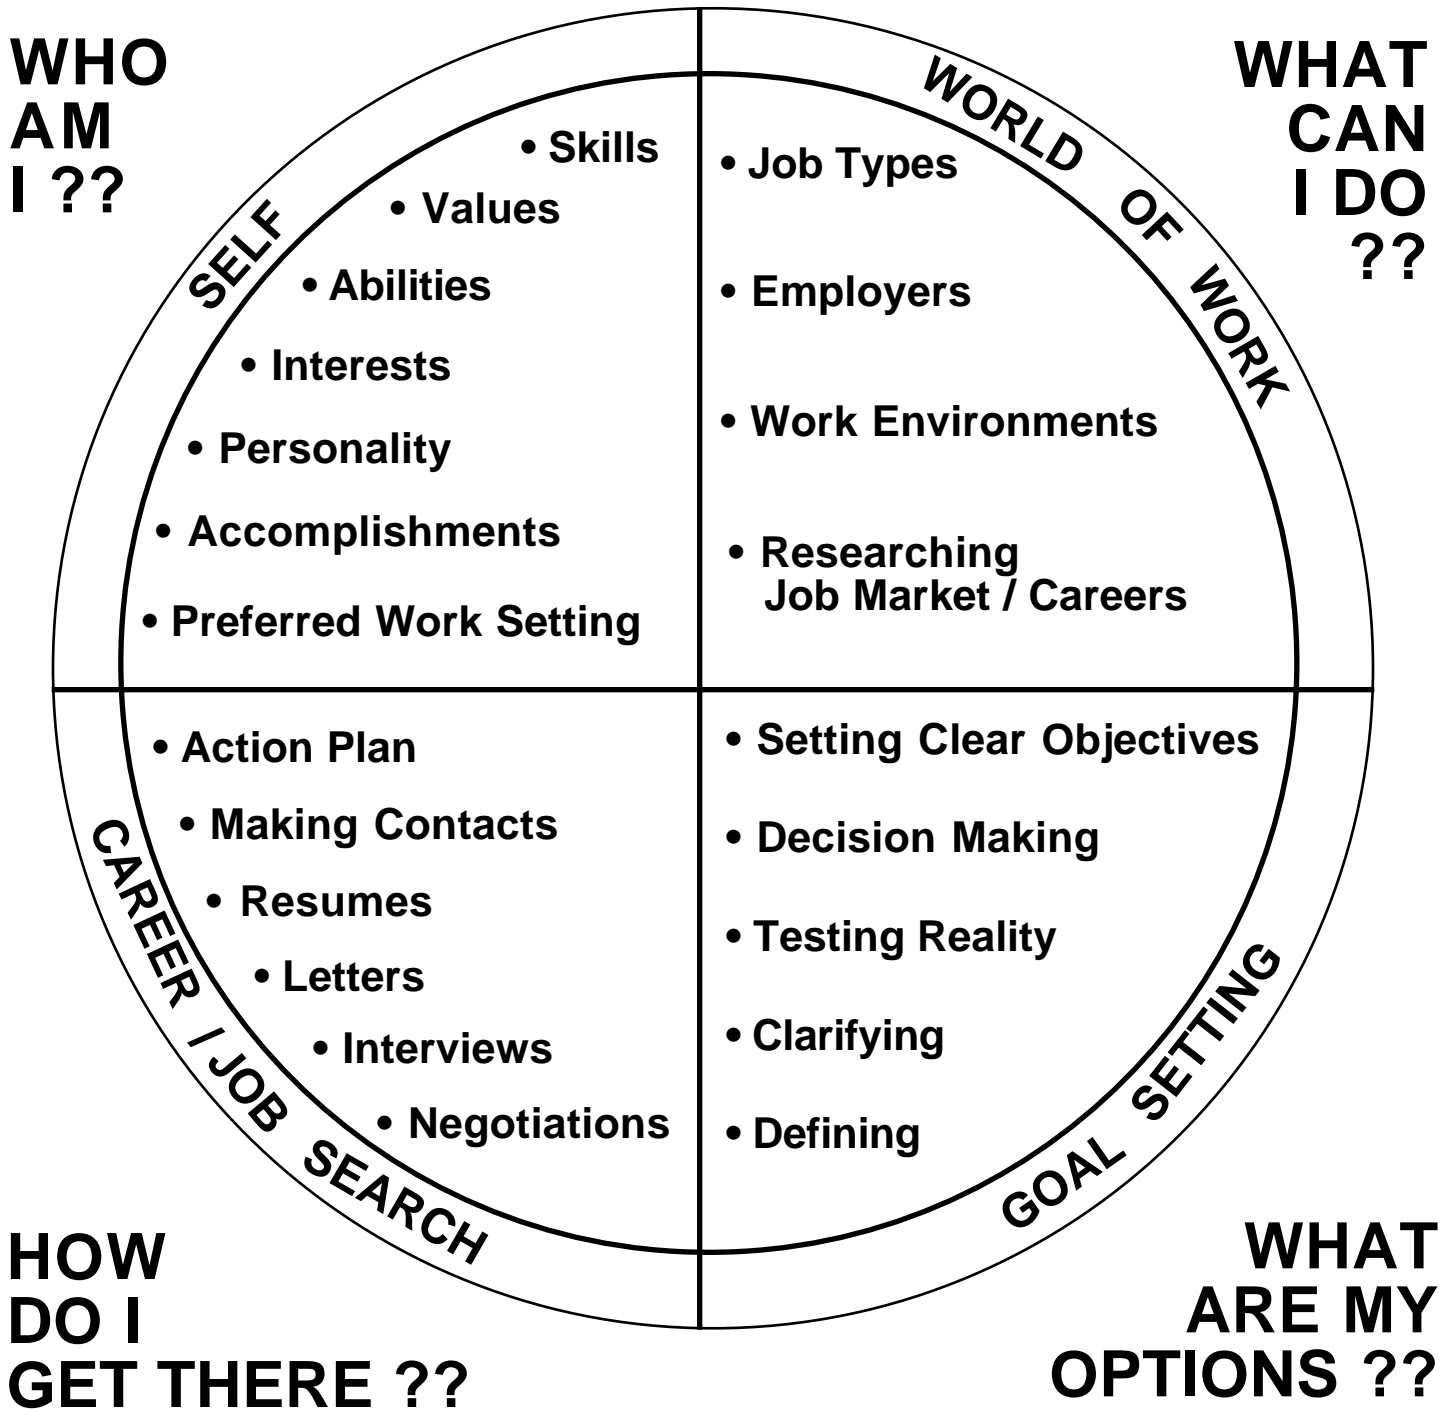 WHO
AM
I ??
SELF
• Skills
• Values
• Abilities
• Interests
• Personality
• Accomplishments
• Preferred Work Setting
WHAT
CAN
I DO
??
WORLD OF WORK
• Job Types
• Employers
• Work Environments
• Researching
Job Market / Careers
CAREER / JOB SEARCH
• Action Plan
• Making Contacts
• Resumes
• Letters
• Interviews
• Negotiations
HOW
DO I
GET THERE ??
• Setting Clear Objectives
• Decision Making
• Testing Reality
• Clarifying
• Defining
GOAL SETTING
WHAT
ARE MY
OPTIONS ??